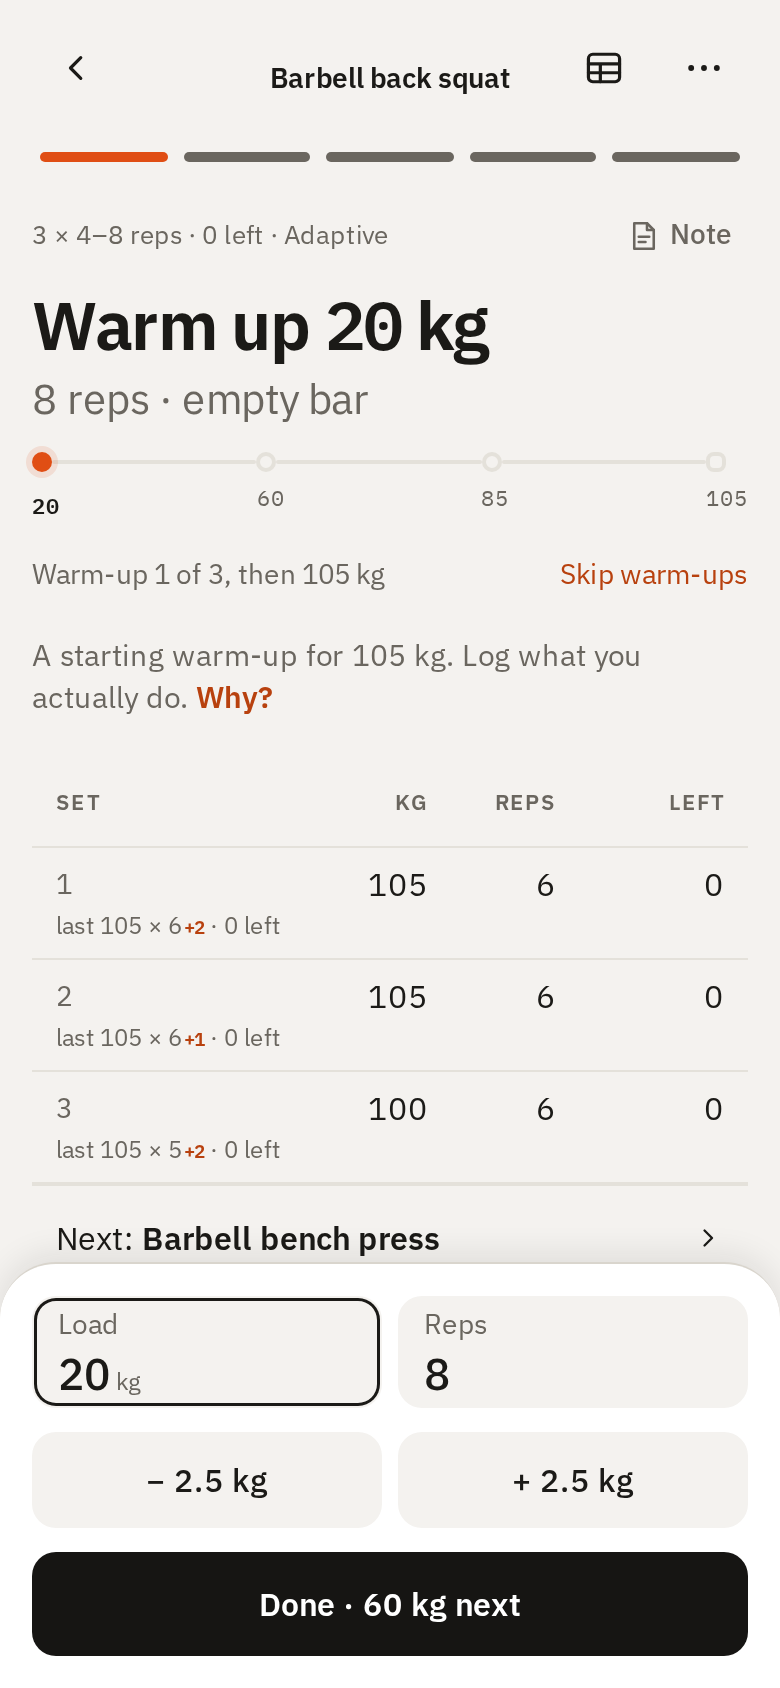 Barbell back squat
3 × 4–8 reps · 0 left · Adaptive
Note
Warm up 20 kg
8 reps · empty bar
20 60 85 105
Warm-up 1 of 3, then 105 kg
Skip warm-ups
A starting warm-up for 105 kg. Log what you
actually do. Why?
SET KG REPS LEFT
1 105 6 0
last 105 × 6 +2 · 0 left
2 105 6 0
last 105 × 6 +1 · 0 left
3 100 6 0
last 105 × 5 +2 · 0 left
Next: Barbell bench press
Load Reps
20 kg 8
− 2.5 kg + 2.5 kg
Done · 60 kg next